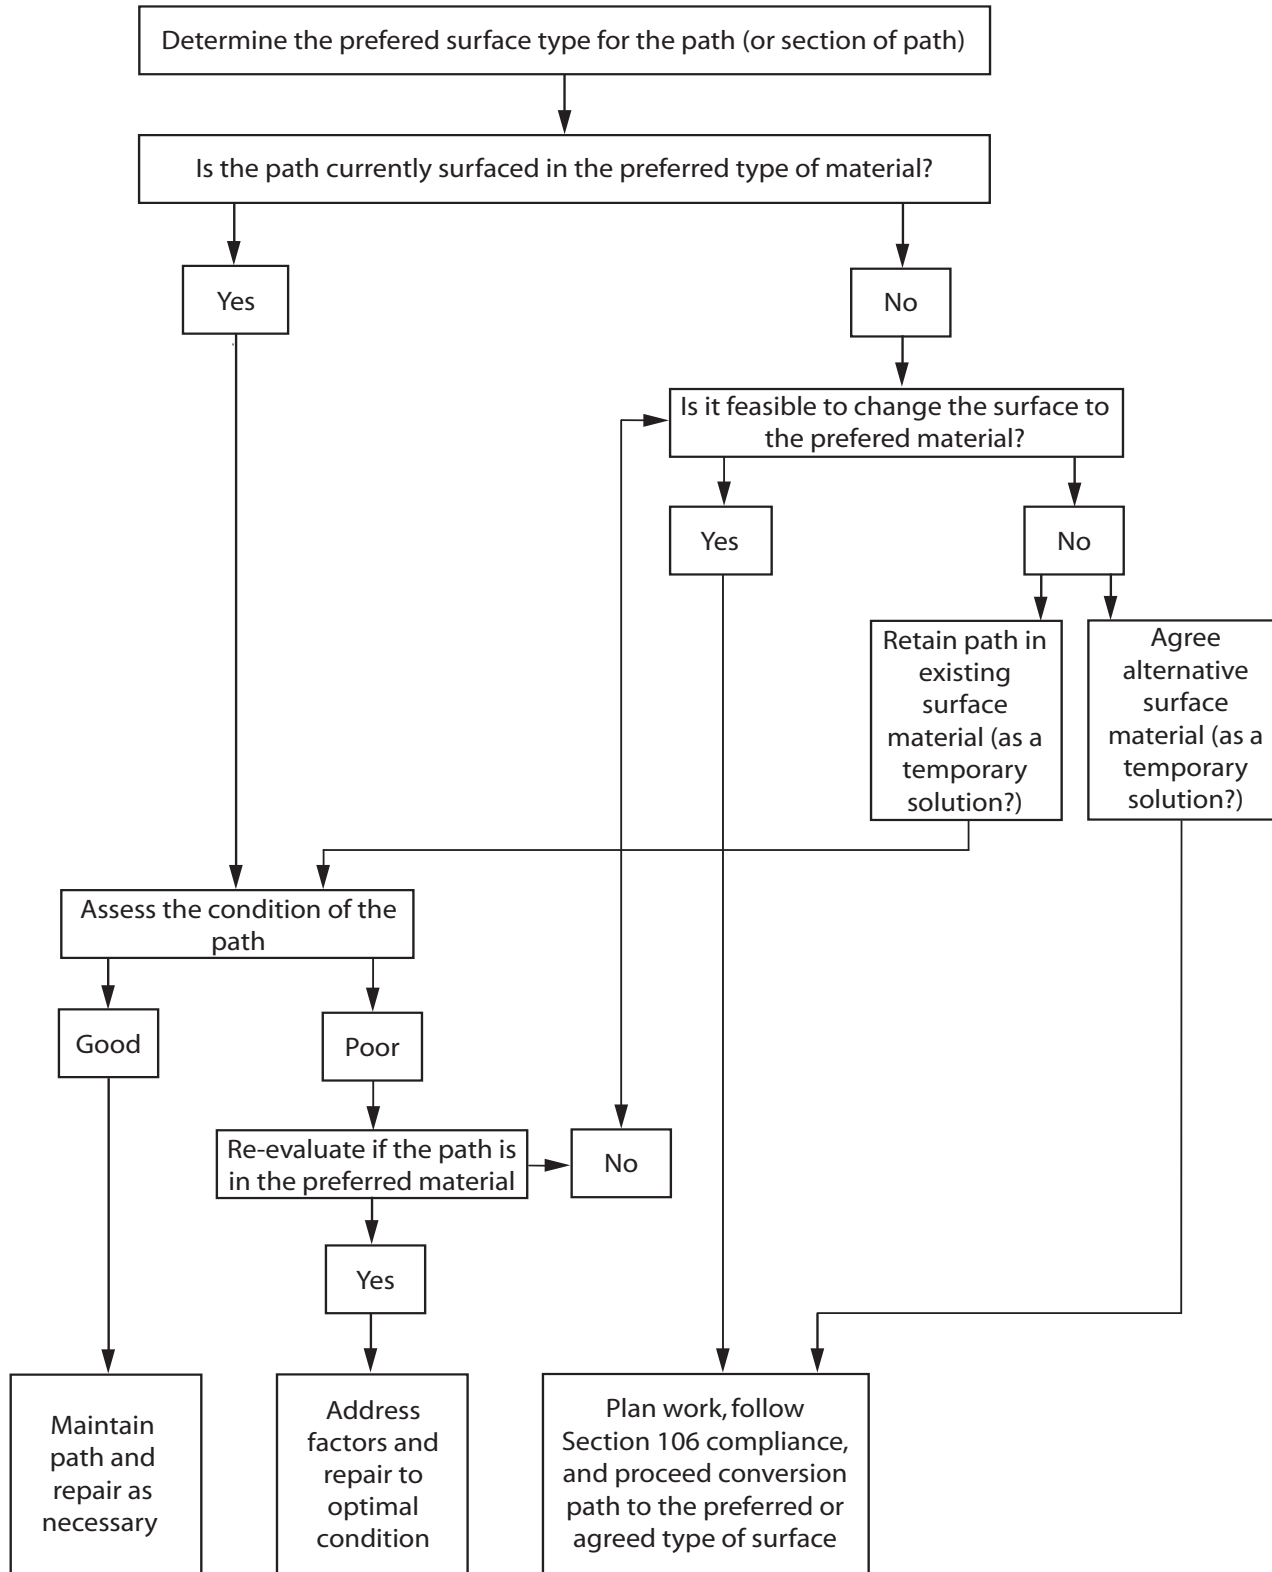 Determine the prefered surface type for the path (or section of path)
Is the path currently surfaced in the preferred type of material?
Yes
No
Is it feasible to change the surface to
the prefered material?
Yes
No
Retain path in
existing
surface
material (as a
temporary
solution?)
Agree
alternative
surface
material (as a
temporary
solution?)
Assess the condition of the
path
Good
Poor
Re-evaluate if the path is
in the preferred material
No
Yes
Maintain
path and
repair as
necessary
Address
factors and
repair to
optimal
condition
Plan work, follow
Section 106 compliance,
and proceed conversion
path to the preferred or
agreed type of surface